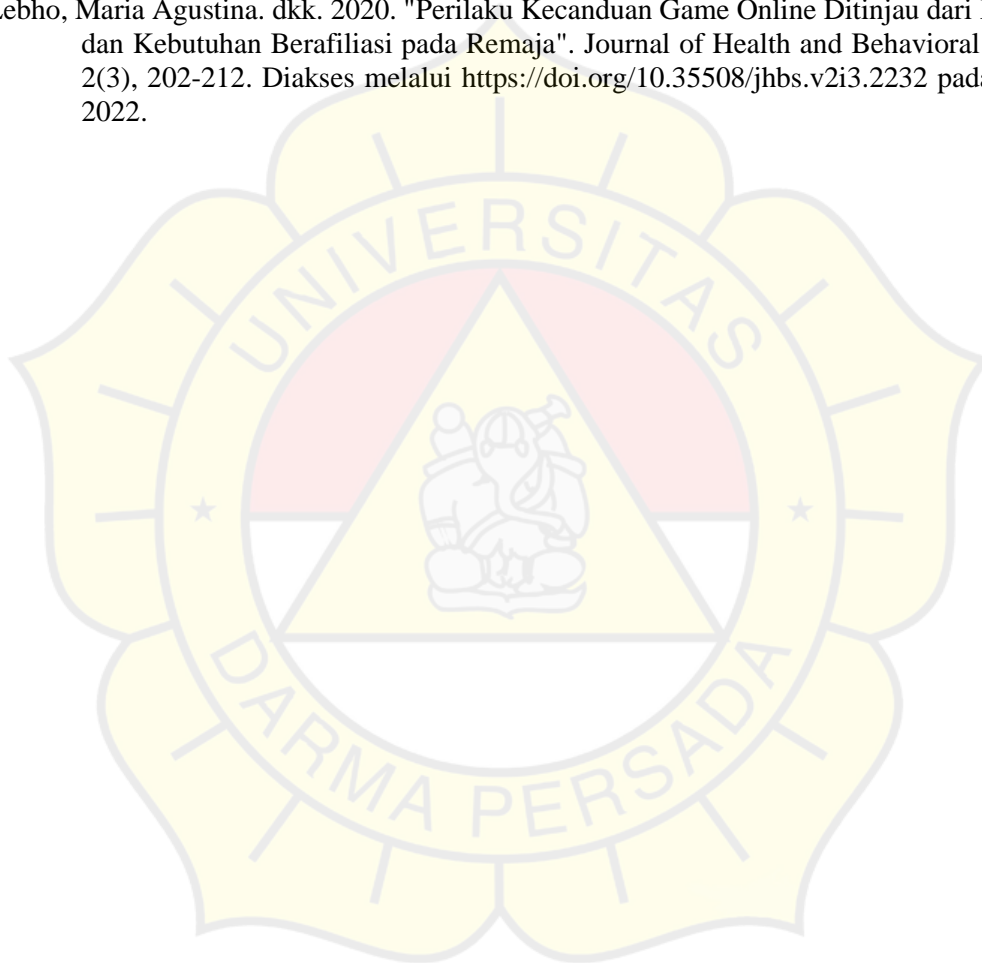 Lebho, Maria Agustina. dkk. 2020. "Perilaku Kecanduan Game Online Ditinjau dari
dan Kebutuhan Berafiliasi pada Remaja". Journal of Health and Behavioral
2(3), 202-212. Diakses melalui https://doi.org/10.35508/jhbs.v2i3.2232 pada
2022.
UNIVERSITAS
DARMA PERSADA